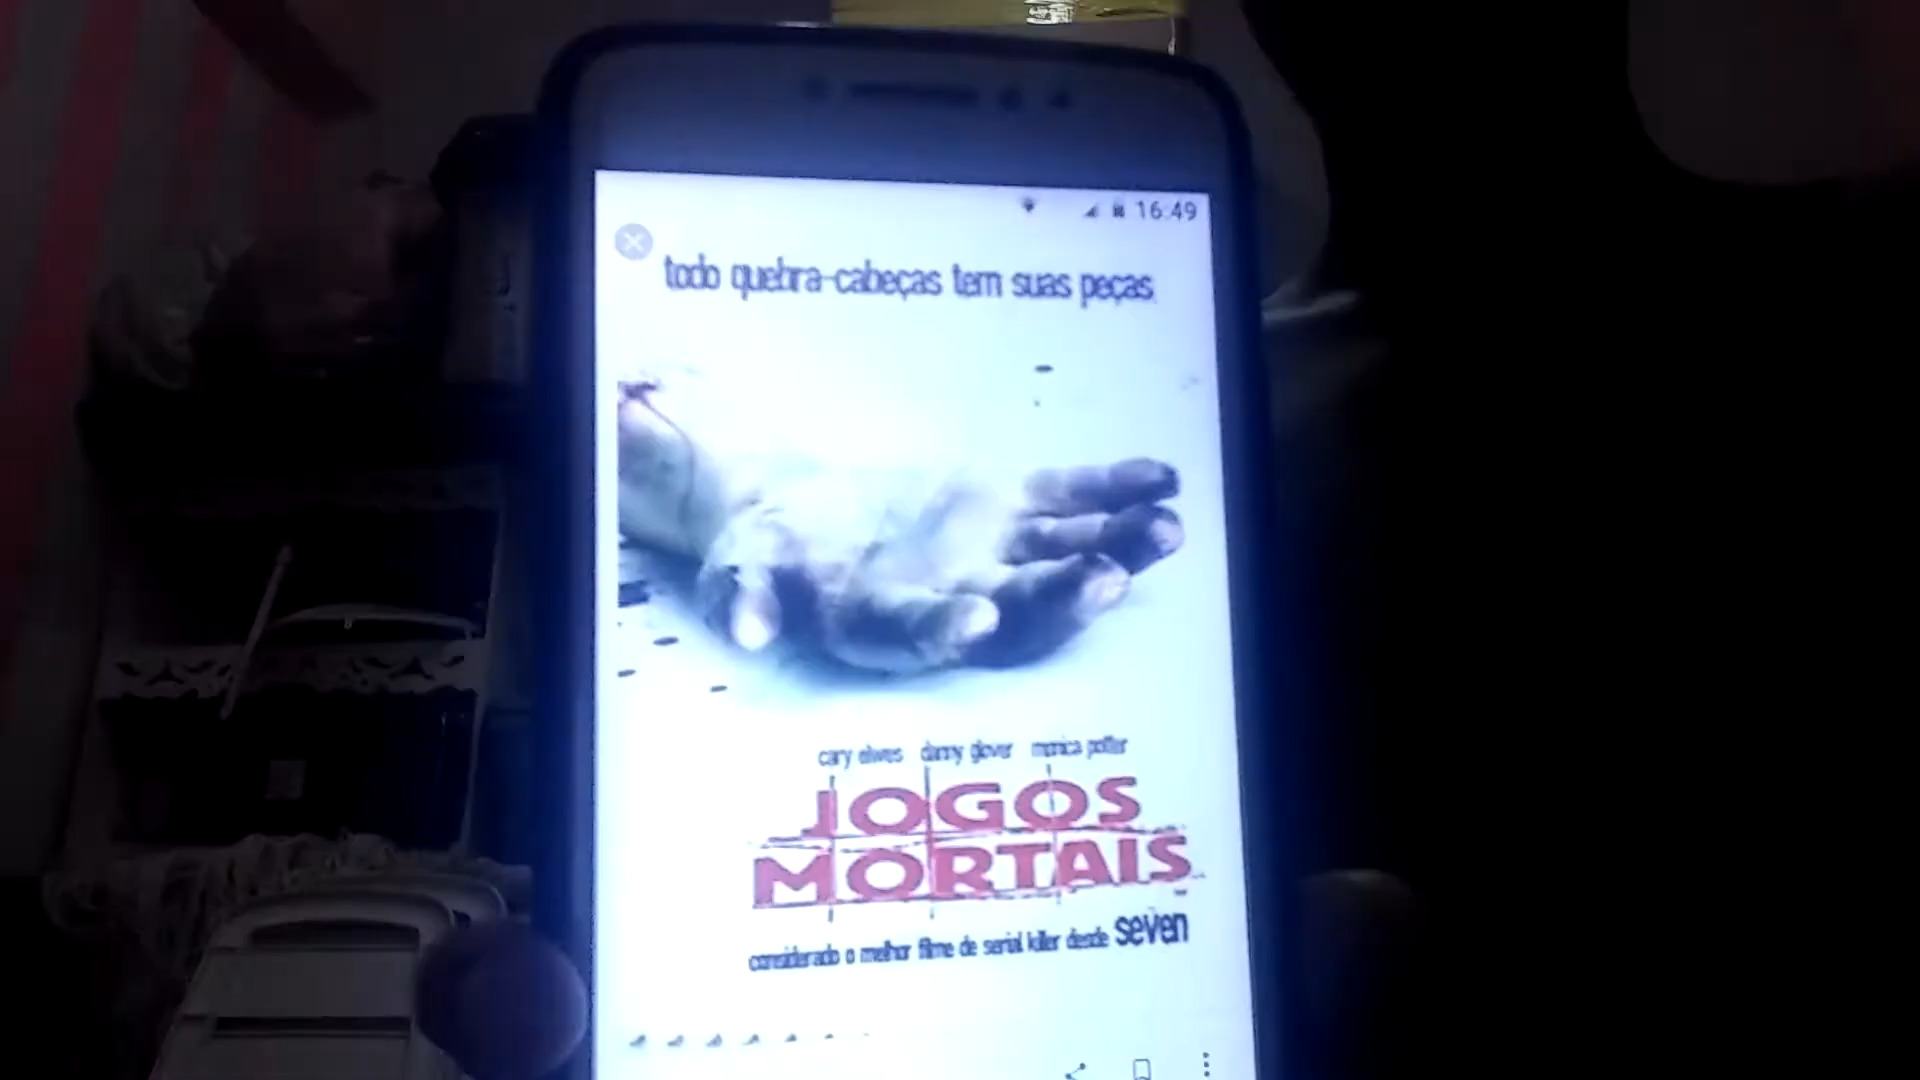 16:49
todo quebra-cabeças tem suas peças
cary elwes danny glover monica potter
JOGOS
MORTAIS
considerado o melhor filme de serial killer desde seven